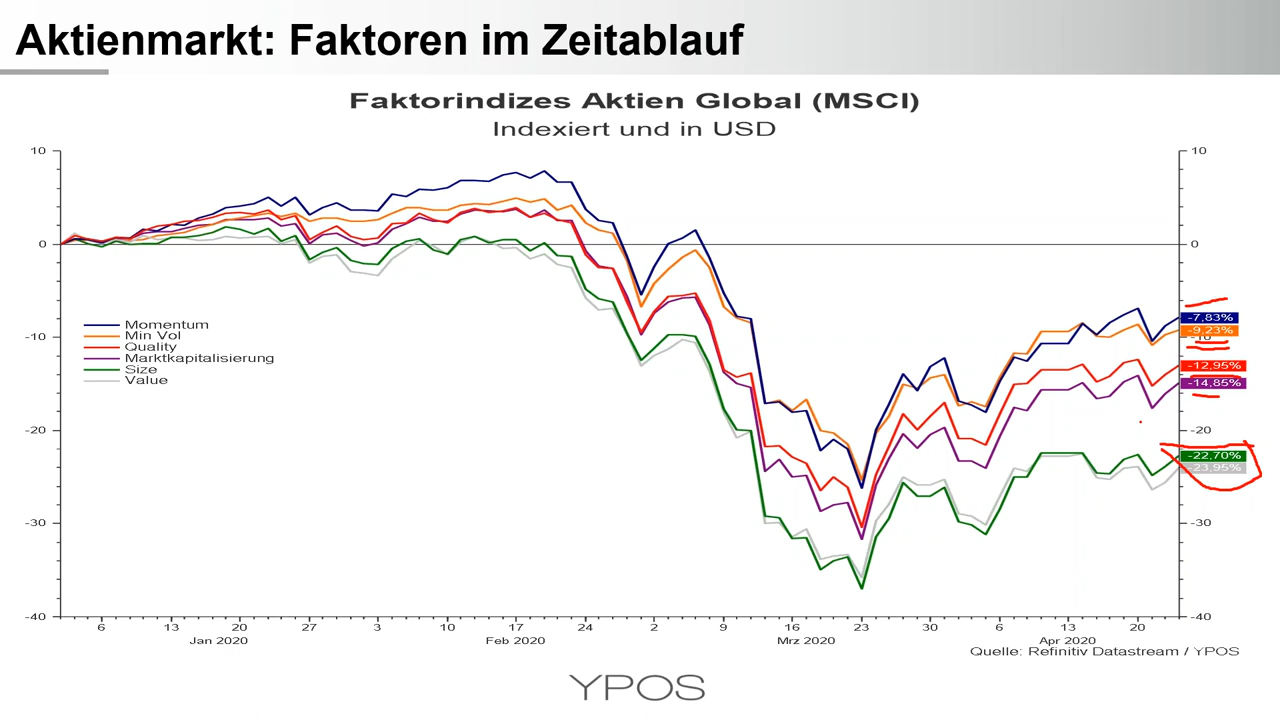 Aktienmarkt: Faktoren im Zeitablauf
Faktorindizes Aktien Global (MSCI)
Indexiert und in USD
10
0
-10
-20
-30
-40
10
0
-10
-20
-30
-40
Momentum
Min Vol
Quality
Marktkapitalisierung
Size
Value
-7,83%
-9,23%
-12,95%
-14,85%
-22,70%
-23,95%
6 13 20 27 3 10 17 24 2 9 16 23 30 6 13 20
Jan 2020 Feb 2020 Mrz 2020 Apr 2020
Quelle: Refinitiv Datastream / YPOS
YPOS